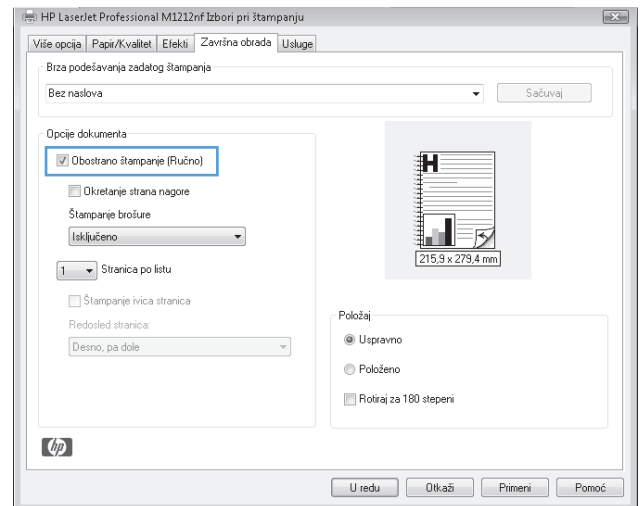 HP LaserJet Professional M1212nf Izbori pri štampanju
Više opcija Papir/Kvalitet Efekti Završna obrada Usluge
Brza podešavanja zadatog štampanja
Bez naslova Sačuvaj
Opcije dokumenta
Obostrano štampanje (Ručno)
Okretanje strana nagore
Štampanje brošure
Isključeno
1 Stranica po listu
Štampanje ivica stranica
Redosled stranica:
Desno, pa dole
H
215,9 x 279,4 mm
Položaj
Uspravno
Položeno
Rotiraj za 180 stepeni
hp
U redu Otkaži Primeni Pomoć